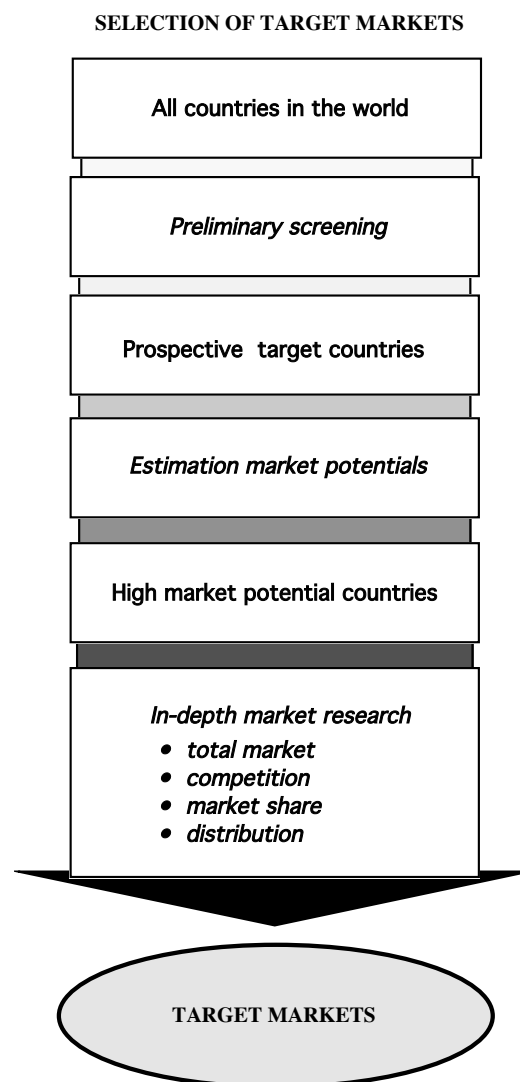 SELECTION OF TARGET MARKETS
All countries in the world
Preliminary screening
Prospective target countries
Estimation market potentials
High market potential countries
In-depth market research
• total market
• competition
• market share
• distribution
TARGET MARKETS